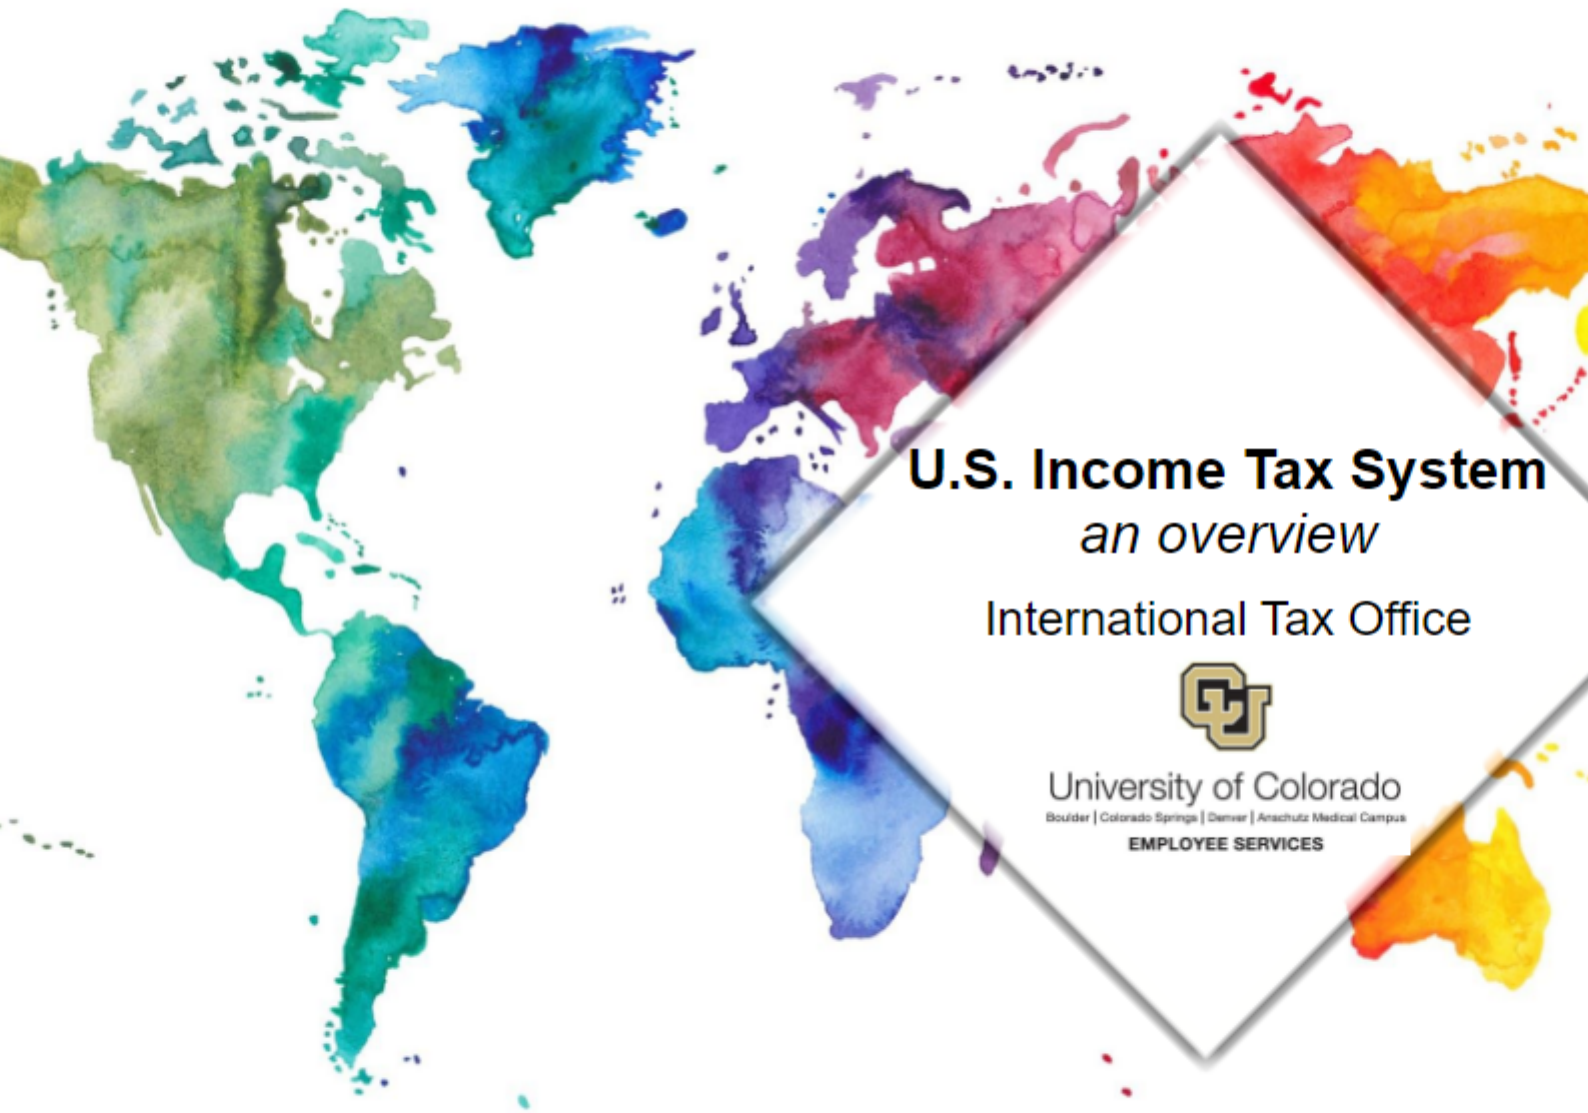 U.S. Income Tax System
an overview
International Tax Office
CU
University of Colorado
Boulder | Colorado Springs | Denver | Anschutz Medical Campus
EMPLOYEE SERVICES